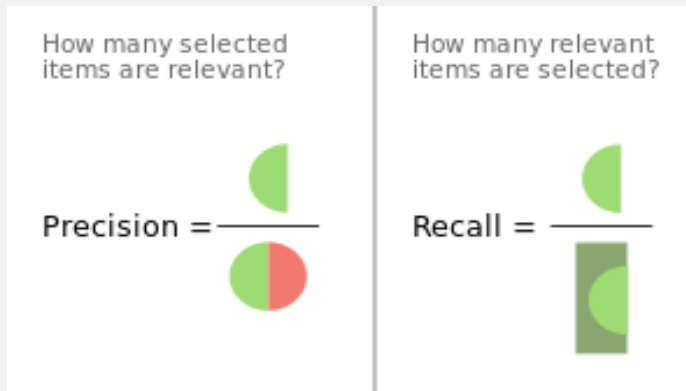 How many selected
items are relevant?
Precision =
How many relevant
items are selected?
Recall =